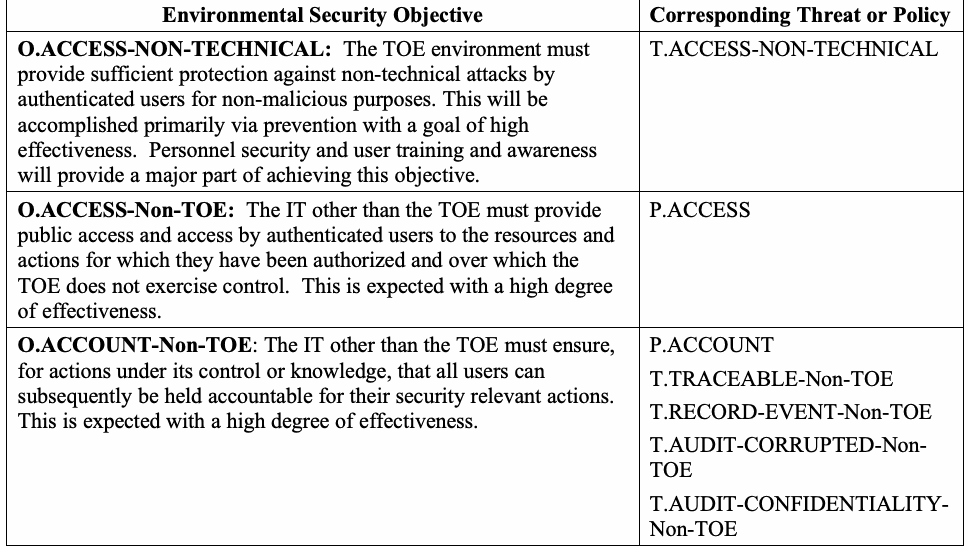 Environmental Security Objective
Corresponding Threat or Policy
O.ACCESS-NON-TECHNICAL: The TOE environment must
provide sufficient protection against non-technical attacks by
authenticated users for non-malicious purposes. This will be
accomplished primarily via prevention with a goal of high
effectiveness. Personnel security and user training and awareness
will provide a major part of achieving this objective.
T.ACCESS-NON-TECHNICAL
O.ACCESS-Non-TOE: The IT other than the TOE must provide
public access and access by authenticated users to the resources and
actions for which they have been authorized and over which the
TOE does not exercise control. This is expected with a high degree
of effectiveness.
P.ACCESS
O.ACCOUNT-Non-TOE: The IT other than the TOE must ensure,
for actions under its control or knowledge, that all users can
subsequently be held accountable for their security relevant actions.
This is expected with a high degree of effectiveness.
P.ACCOUNT
T.TRACEABLE-Non-TOE
T.RECORD-EVENT-Non-TOE
T.AUDIT-CORRUPTED-Non-
TOE
T.AUDIT-CONFIDENTIALITY-
Non-TOE